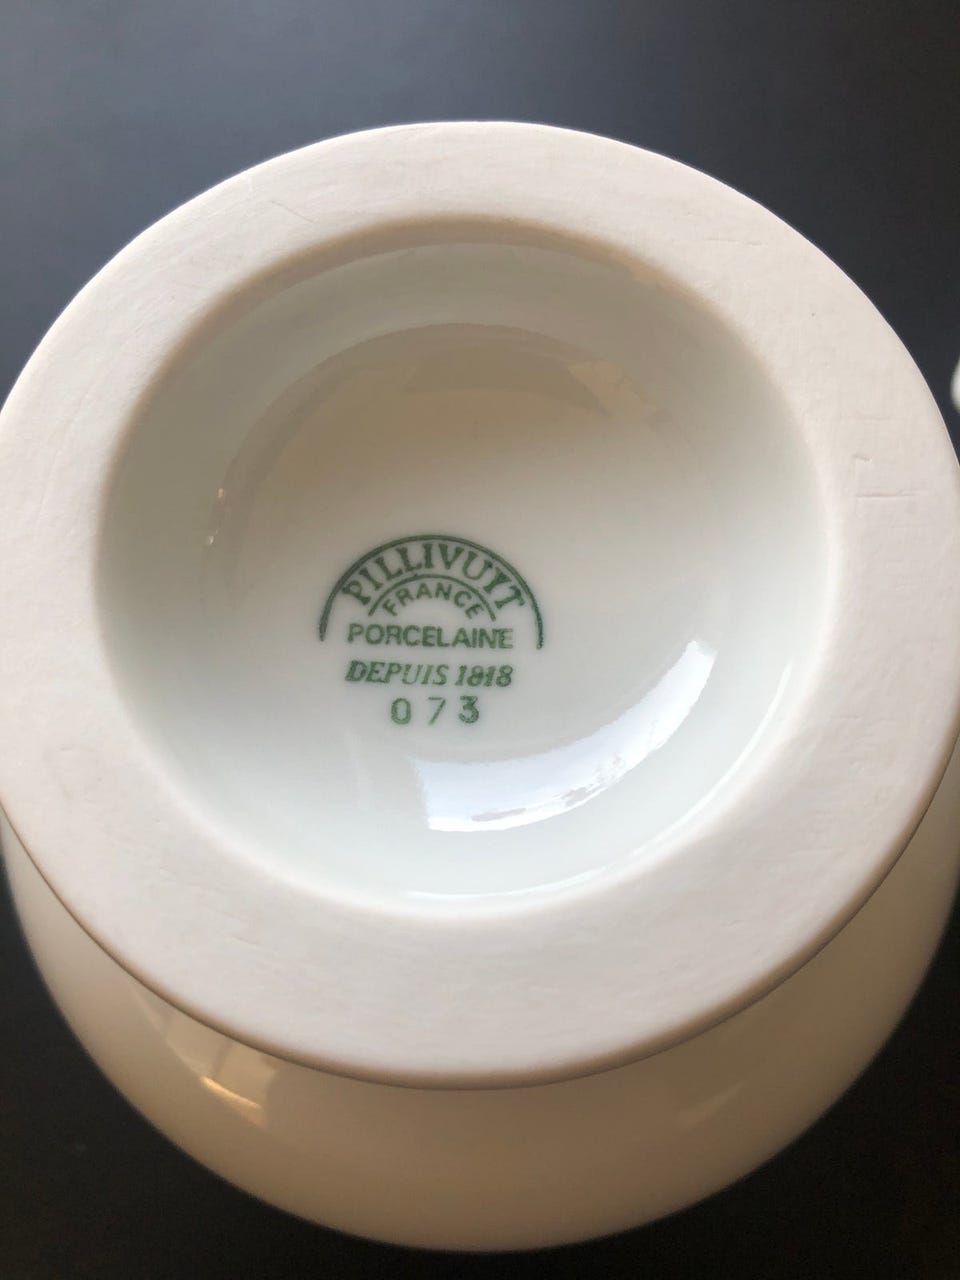 PILLIVUYT
FRANCE
PORCELAINE
DEPUIS 1818
073